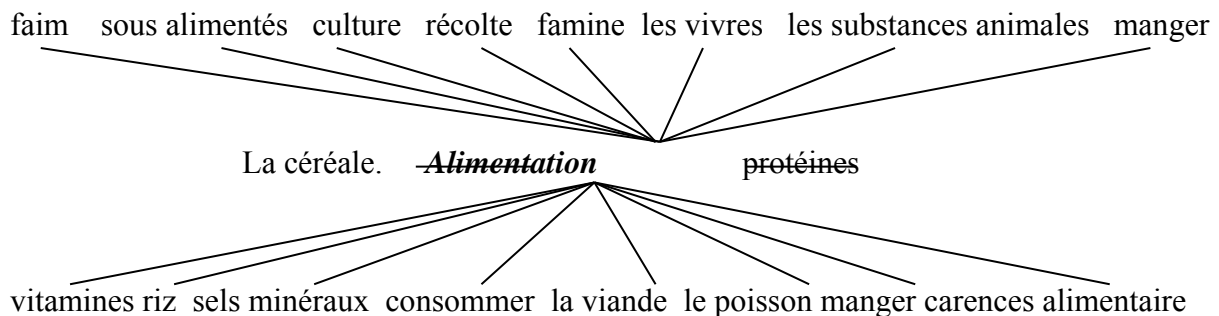 faim sous alimentés culture récolte famine les vivres les substances animales manger
La céréale. Alimentation protéines
vitamines riz sels minéraux consommer la viande le poisson manger carences alimentaire